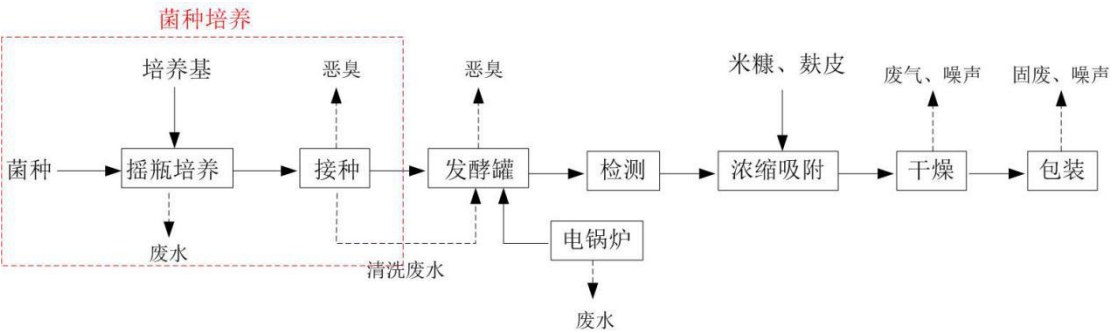 菌种培养
培养基
恶臭
恶臭
米糠、麸皮
废气、噪声
固废、噪声
菌种
摇瓶培养
接种
发酵罐
检测
浓缩吸附
干燥
包装
废水
清洗废水
电锅炉
废水